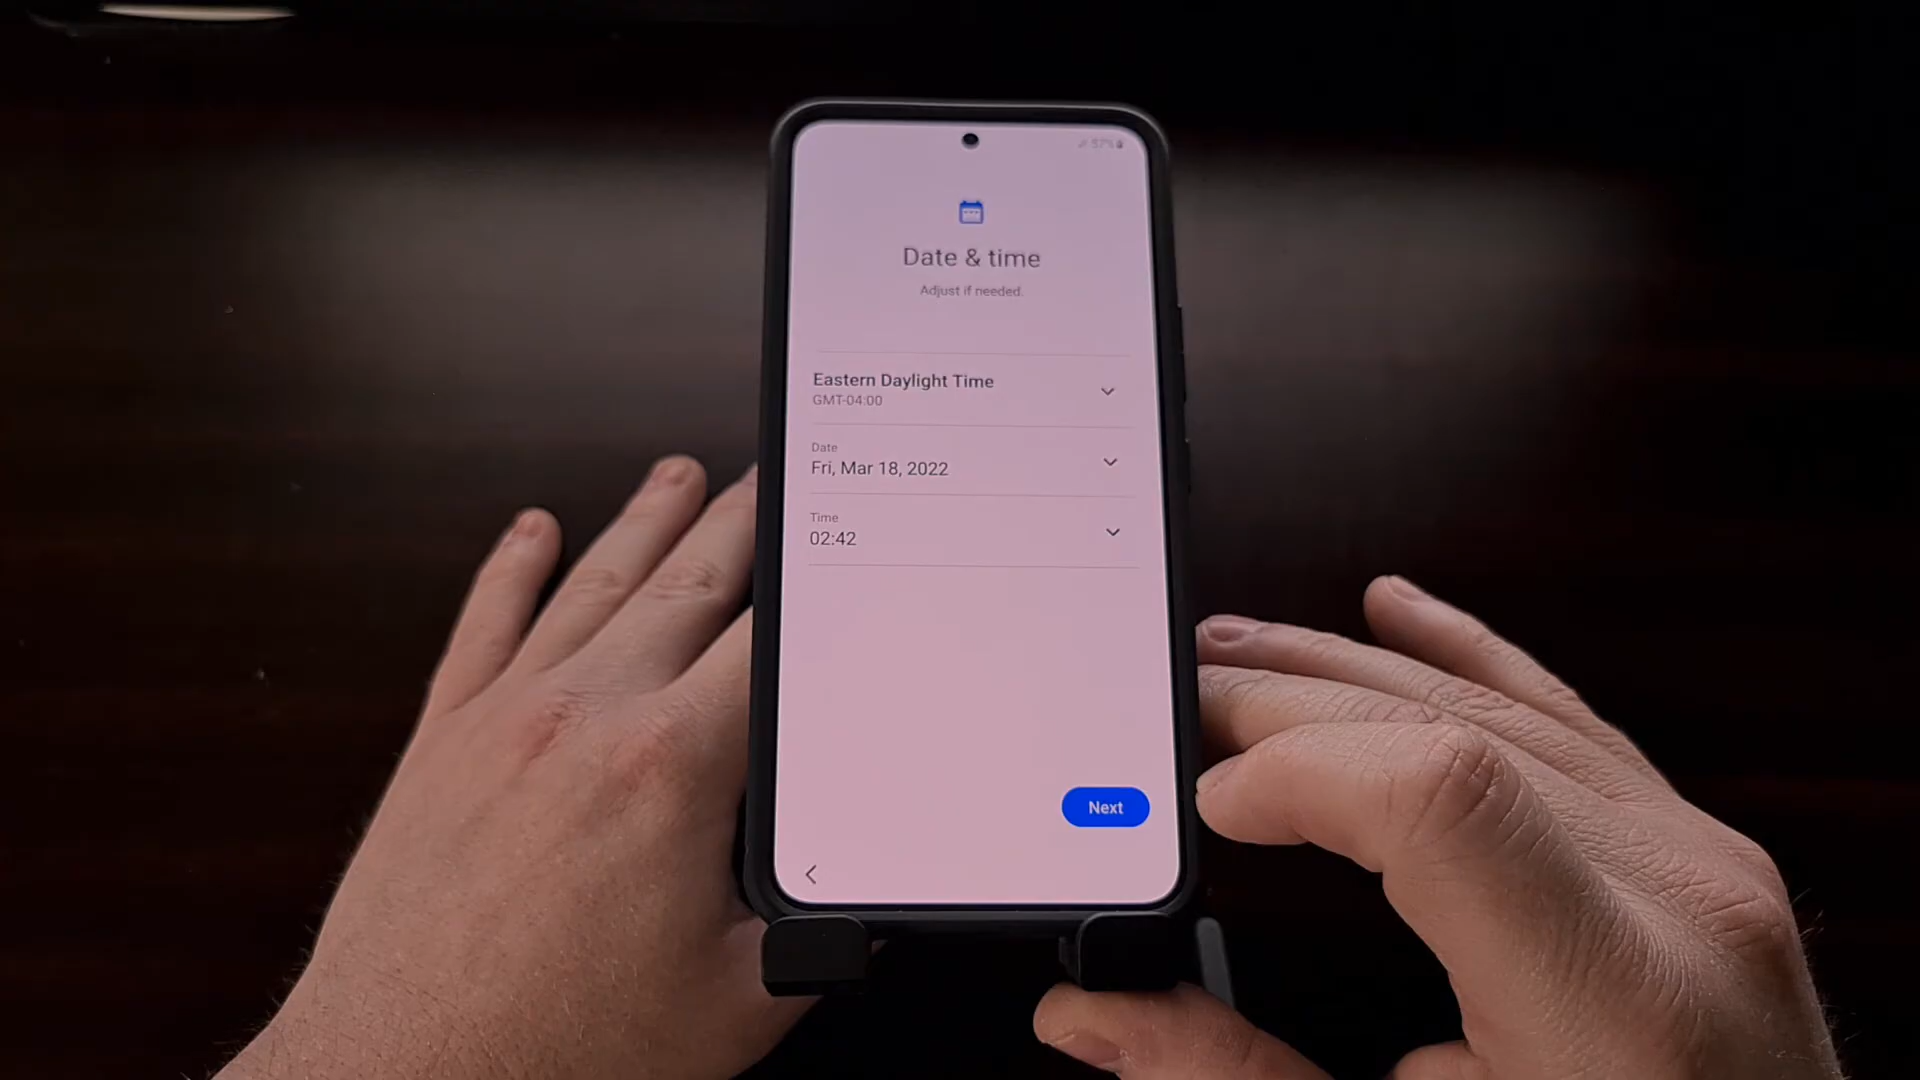 57%
Date & time
Adjust if needed.
Eastern Daylight Time
GMT-04:00
Date
Fri, Mar 18, 2022
Time
02:42
Next